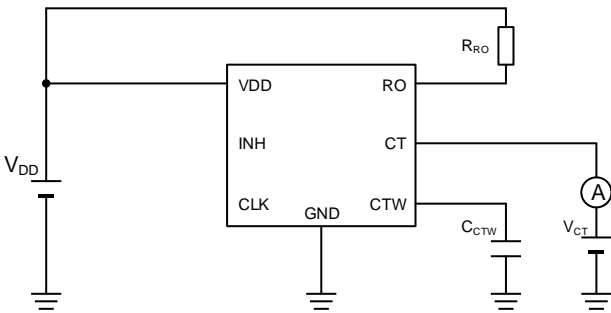 R_RO
VDD
RO
INH
CT
V_DD
A
CLK
GND
CTW
C_CTW
V_CT